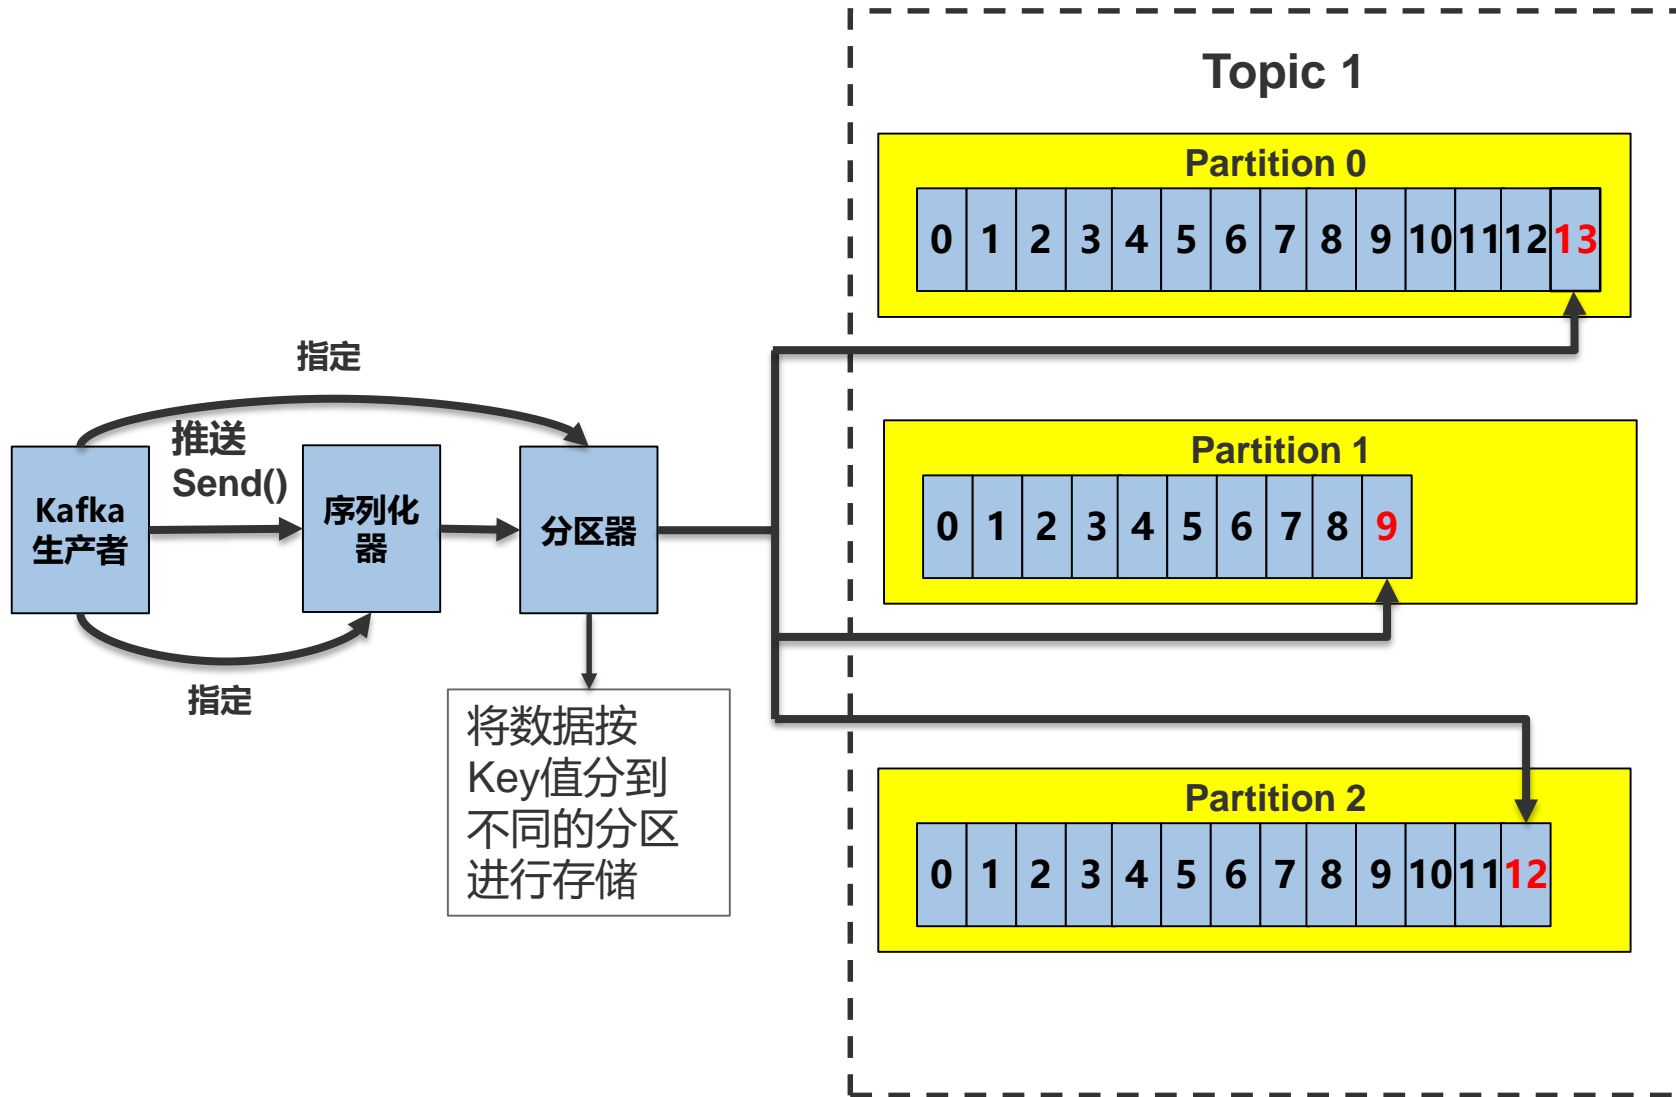 Topic 1
Partition 0
0 1 2 3 4 5 6 7 8 9 10 11 12 13
指定
推送
Send()
Kafka
生产者
序列化
器
分区器
指定
将数据按
Key值分到
不同的分区
进行存储
Partition 1
0 1 2 3 4 5 6 7 8 9
Partition 2
0 1 2 3 4 5 6 7 8 9 10 11 12